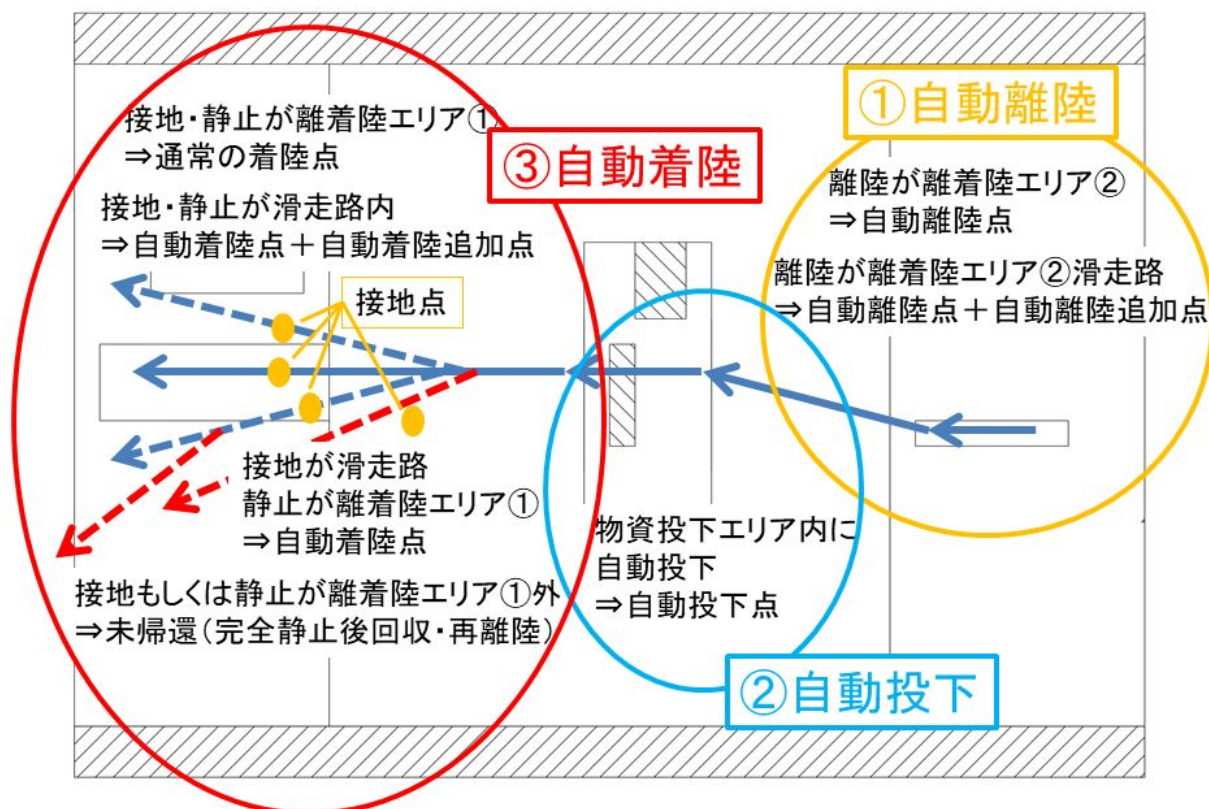 ①自動離陸
離陸が離着陸エリア②
⇒自動離陸点
離陸が離着陸エリア②滑走路
⇒自動離陸点＋自動離陸追加点
②自動投下
物資投下エリア内に
自動投下
⇒自動投下点
③自動着陸
接地・静止が離着陸エリア①
⇒通常の着陸点
接地・静止が滑走路内
⇒自動着陸点＋自動着陸追加点
接地点
接地が滑走路
静止が離着陸エリア①
⇒自動着陸点
接地もしくは静止が離着陸エリア①外
⇒未帰還（完全静止後回収・再離陸）